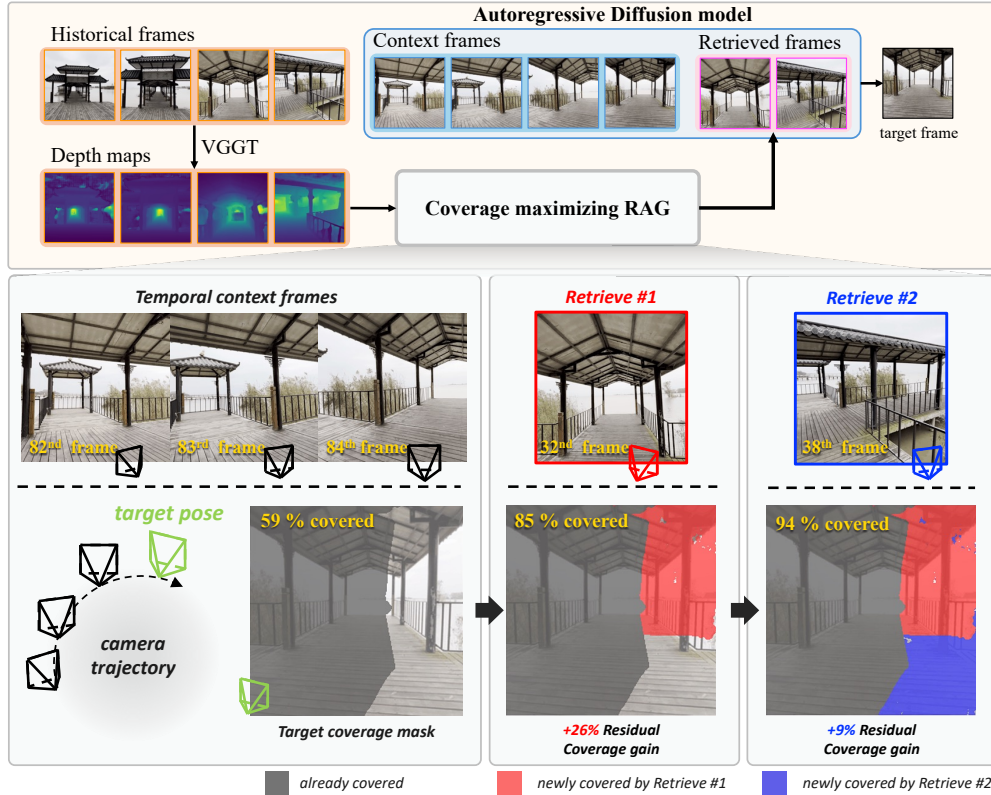 Autoregressive Diffusion model
Historical frames
Context frames
Retrieved frames
target frame
VGGT
Depth maps
Coverage maximizing RAG
Temporal context frames
82nd frame
83rd frame
84th frame
Retrieve #1
32nd frame
Retrieve #2
38th frame
target pose
camera
trajectory
59 % covered
Target coverage mask
85 % covered
+26% Residual
Coverage gain
94 % covered
+9% Residual
Coverage gain
already covered
newly covered by Retrieve #1
newly covered by Retrieve #2